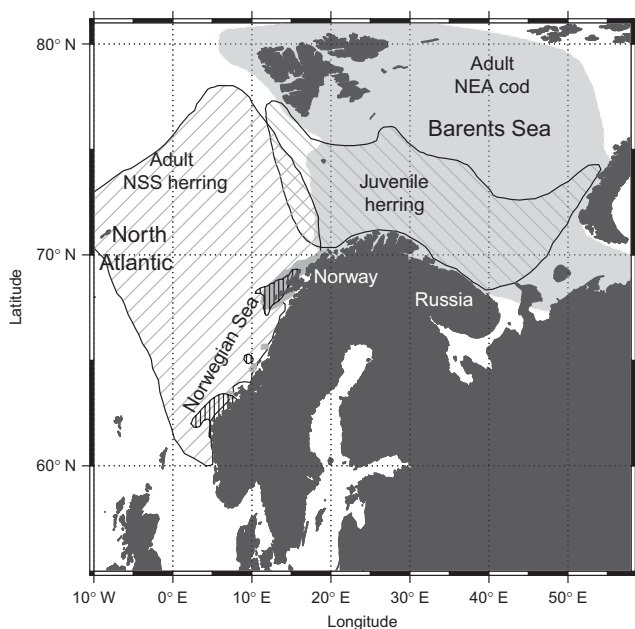 80° N
Adult
NEA cod
Barents Sea
Adult
NSS herring
Juvenile
herring
North
Atlantic
70° N
Norway
Russia
Norwegian Sea
Latitude
60° N
10° W
0° E
10° E
20° E
30° E
40° E
50° E
Longitude